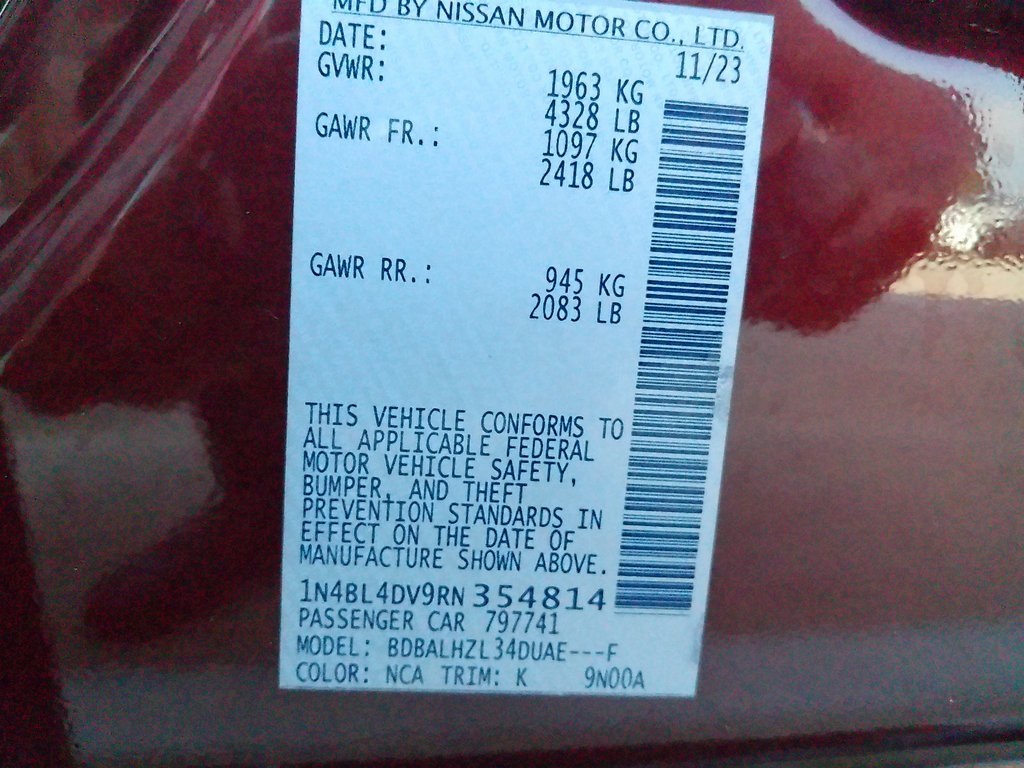 MFD BY NISSAN MOTOR CO., LTD.
DATE: 11/23
GVWR: 1963 KG
4328 LB
GAWR FR.: 1097 KG
2418 LB
GAWR RR.: 945 KG
2083 LB
THIS VEHICLE CONFORMS TO
ALL APPLICABLE FEDERAL
MOTOR VEHICLE SAFETY,
BUMPER, AND THEFT
PREVENTION STANDARDS IN
EFFECT ON THE DATE OF
MANUFACTURE SHOWN ABOVE.
1N4BL4DV9RN354814
PASSENGER CAR 797741
MODEL: BDBALHZL34DUAE---F
COLOR: NCA TRIM: K 9N00A